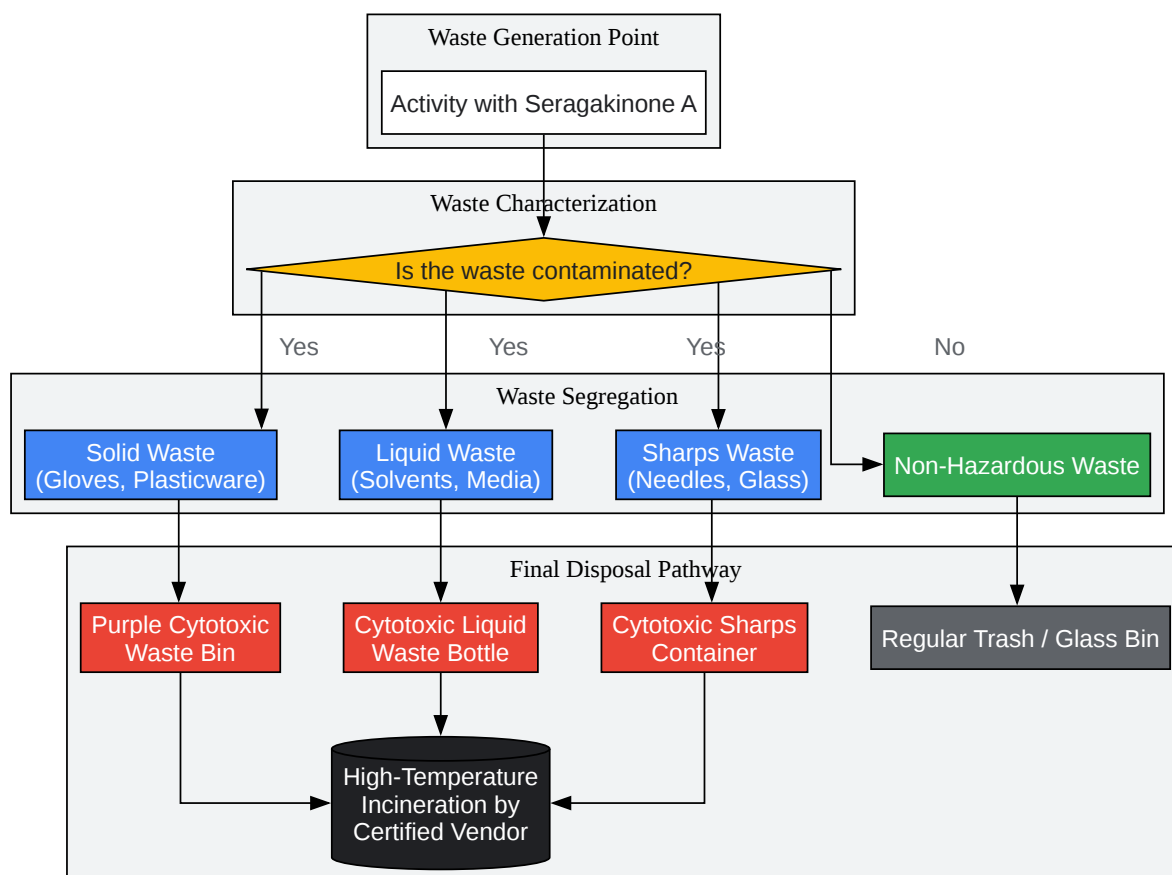 Waste Generation Point
Activity with Seragakinone A
Waste Characterization
Is the waste contaminated?
Yes
Yes
Yes
No
Waste Segregation
Solid Waste
(Gloves, Plasticware)
Liquid Waste
(Solvents, Media)
Sharps Waste
(Needles, Glass)
Non-Hazardous Waste
Final Disposal Pathway
Purple Cytotoxic
Waste Bin
Cytotoxic Liquid
Waste Bottle
Cytotoxic Sharps
Container
Regular Trash / Glass Bin
High-Temperature
Incineration by
Certified Vendor